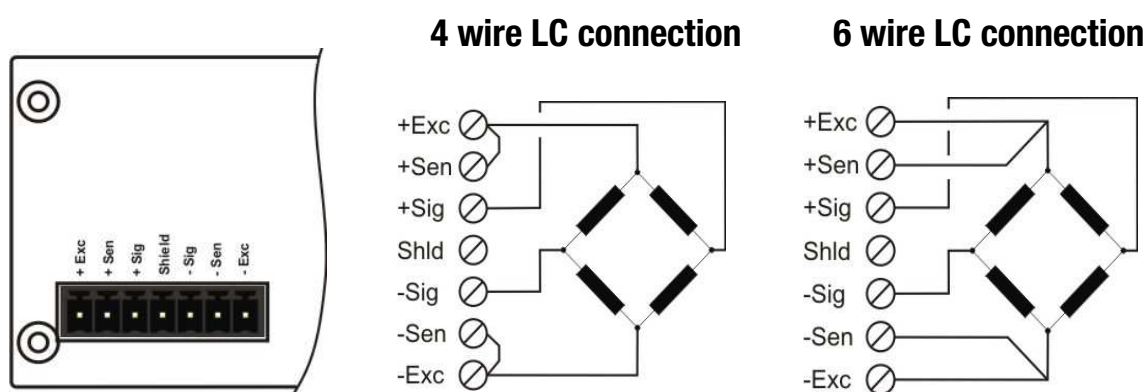 4 wire LC connection
6 wire LC connection
+ Exc
+ Sen
+ Sig
Shield
- Sig
- Sen
- Exc
+Exc
+Sen
+Sig
Shld
-Sig
-Sen
-Exc
+Exc
+Sen
+Sig
Shld
-Sig
-Sen
-Exc